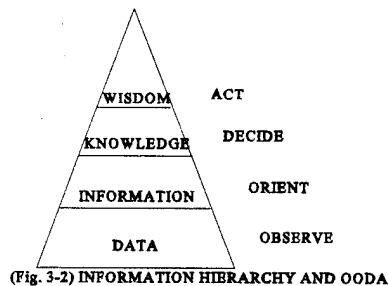 WISDOM ACT
KNOWLEDGE DECIDE
INFORMATION ORIENT
DATA OBSERVE
(Fig. 3-2) INFORMATION HIERARCHY AND OODA